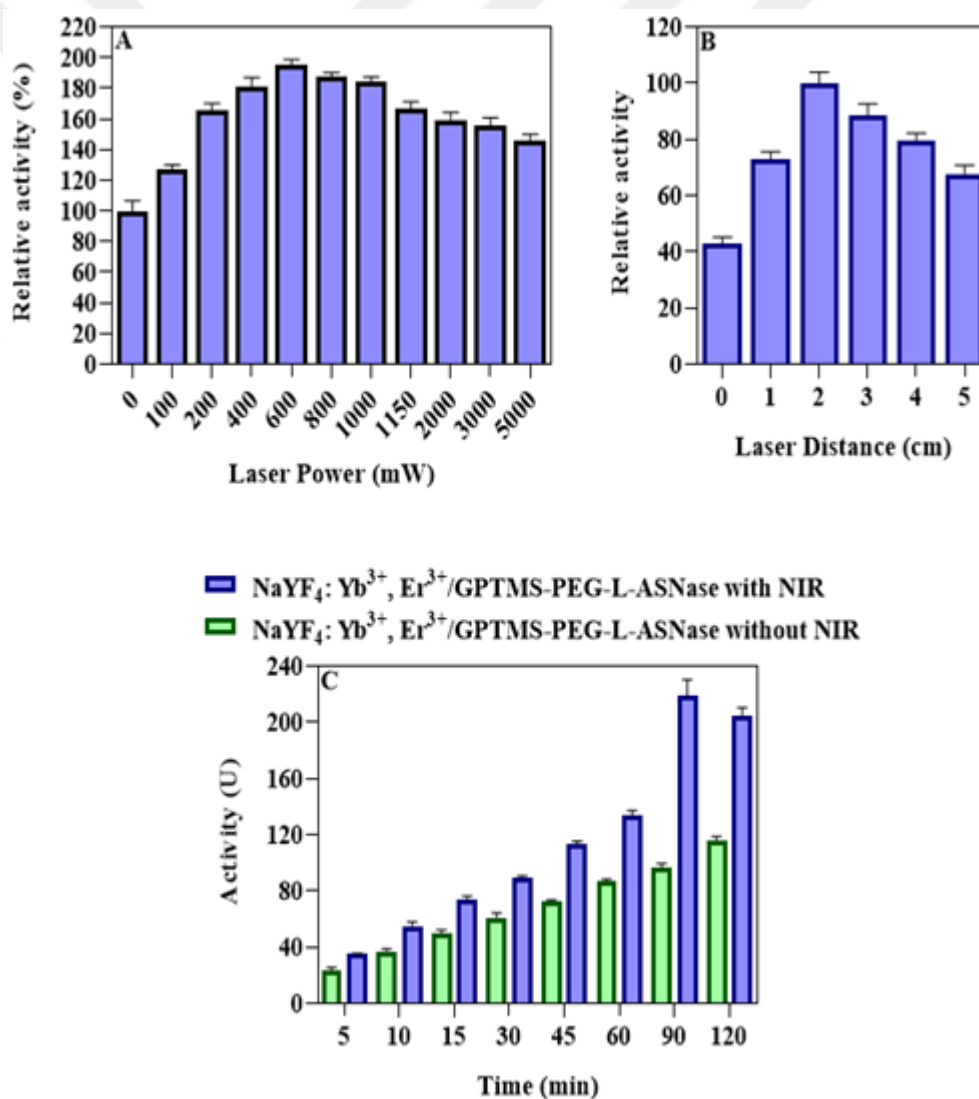 A
Relative activity (%)
220
200
180
160
140
120
100
80
60
40
20
0
0 100 200 400 600 800 1000 1150 2000 3000 5000
Laser Power (mW)
B
Relative activity
120
100
80
60
40
20
0
0 1 2 3 4 5
Laser Distance (cm)
NaYF₄: Yb³⁺, Er³⁺/GPTMS-PEG-L-ASNase with NIR
NaYF₄: Yb³⁺, Er³⁺/GPTMS-PEG-L-ASNase without NIR
C
Activity (U)
240
200
160
120
80
40
0
5 10 15 30 45 60 90 120
Time (min)